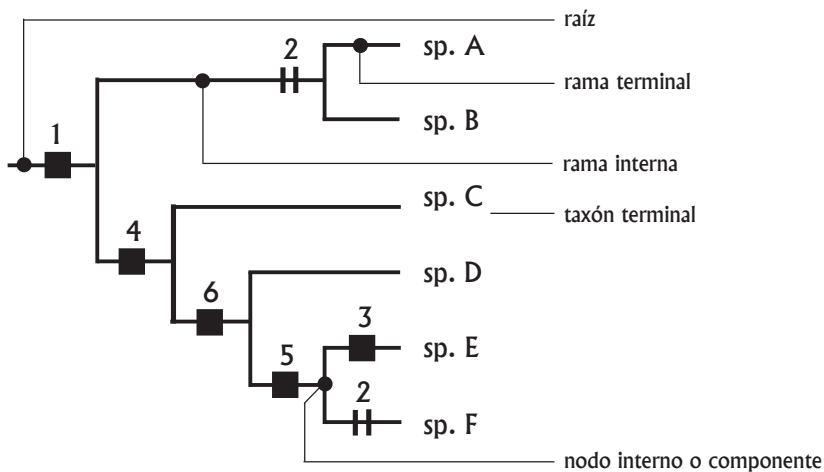 raíz
2
sp. A
rama terminal
1
sp. B
rama interna
sp. C
taxón terminal
4
sp. D
6
3
sp. E
5
2
sp. F
nodo interno o componente